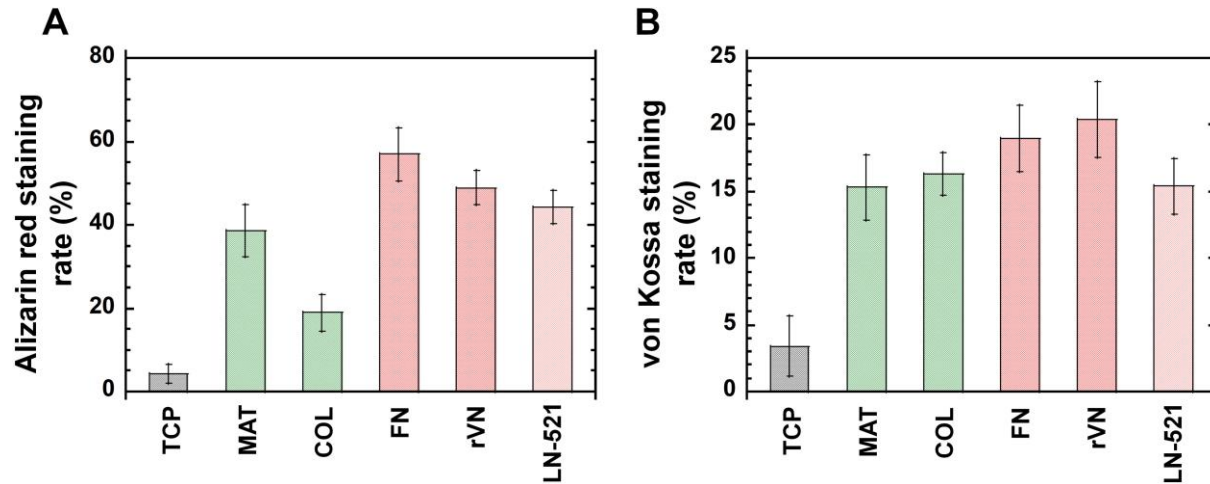 A
Alizarin red staining
rate (%)
80
60
40
20
0
TCP
MAT
COL
FN
rVN
LN-521
B
von Kossa staining
rate (%)
25
20
15
10
5
0
TCP
MAT
COL
FN
rVN
LN-521